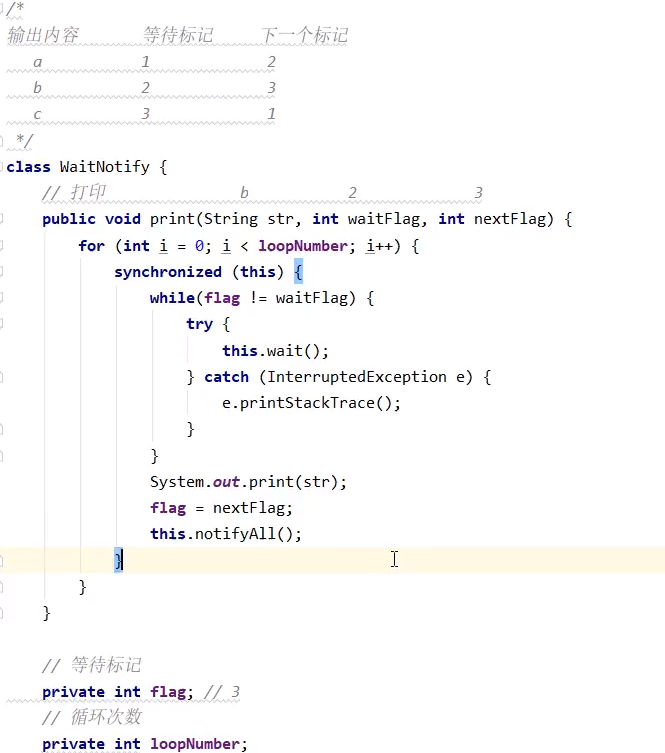 /*
输出内容 等待标记 下一个标记
a 1 2
b 2 3
c 3 1
*/
class WaitNotify {
// 打印 b 2 3
public void print(String str, int waitFlag, int nextFlag) {
for (int i = 0; i < loopNumber; i++) {
synchronized (this) {
while(flag != waitFlag) {
try {
this.wait();
} catch (InterruptedException e) {
e.printStackTrace();
}
}
System.out.print(str);
flag = nextFlag;
this.notifyAll();
}
}
}
// 等待标记
private int flag; // 3
// 循环次数
private int loopNumber;